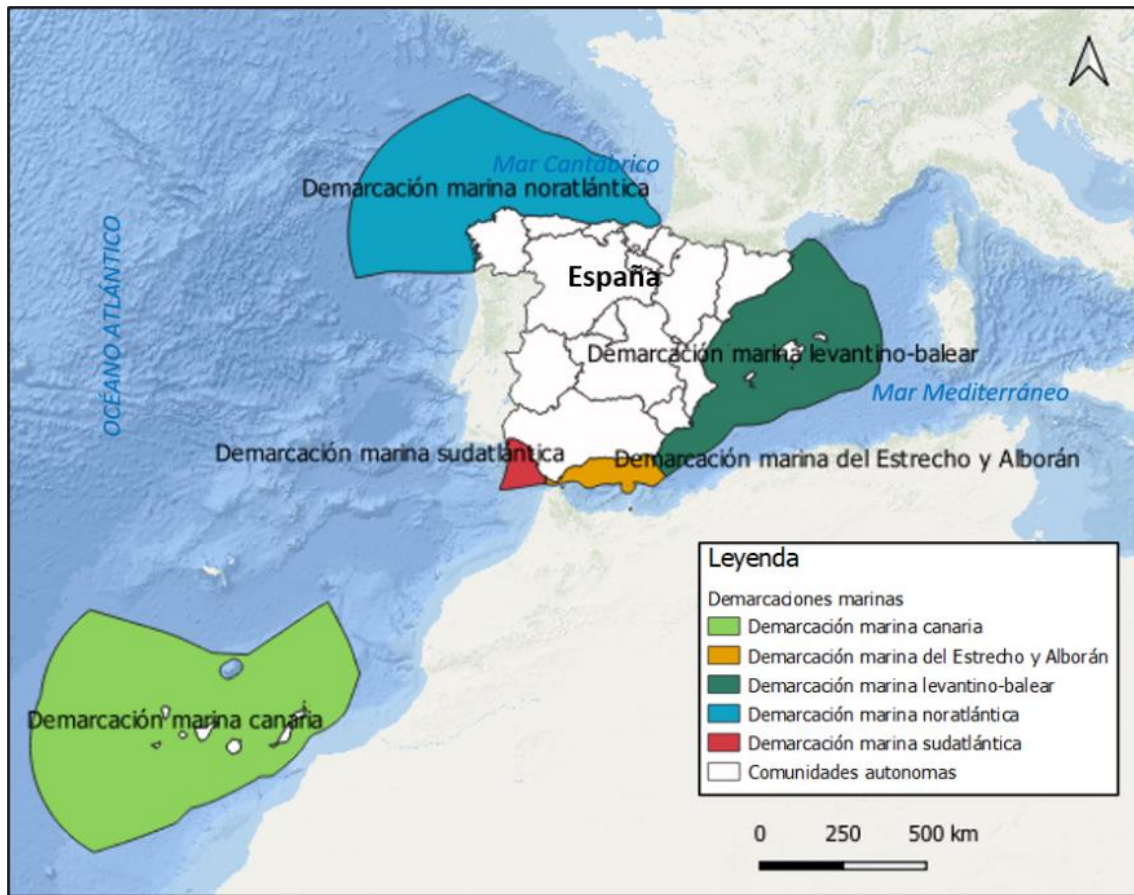 Mar Cantábrico
Demarcación marina noratlántica
OCÉANO ATLÁNTICO
España
Demarcación marina levantino-balear
Mar Mediterráneo
Demarcación marina sudatlántica
Demarcación marina del Estrecho y Alborán
Demarcación marina canaria
Leyenda
Demarcaciones marinas
Demarcación marina canaria
Demarcación marina del Estrecho y Alborán
Demarcación marina levantino-balear
Demarcación marina noratlántica
Demarcación marina sudatlántica
Comunidades autonomas
0 250 500 km